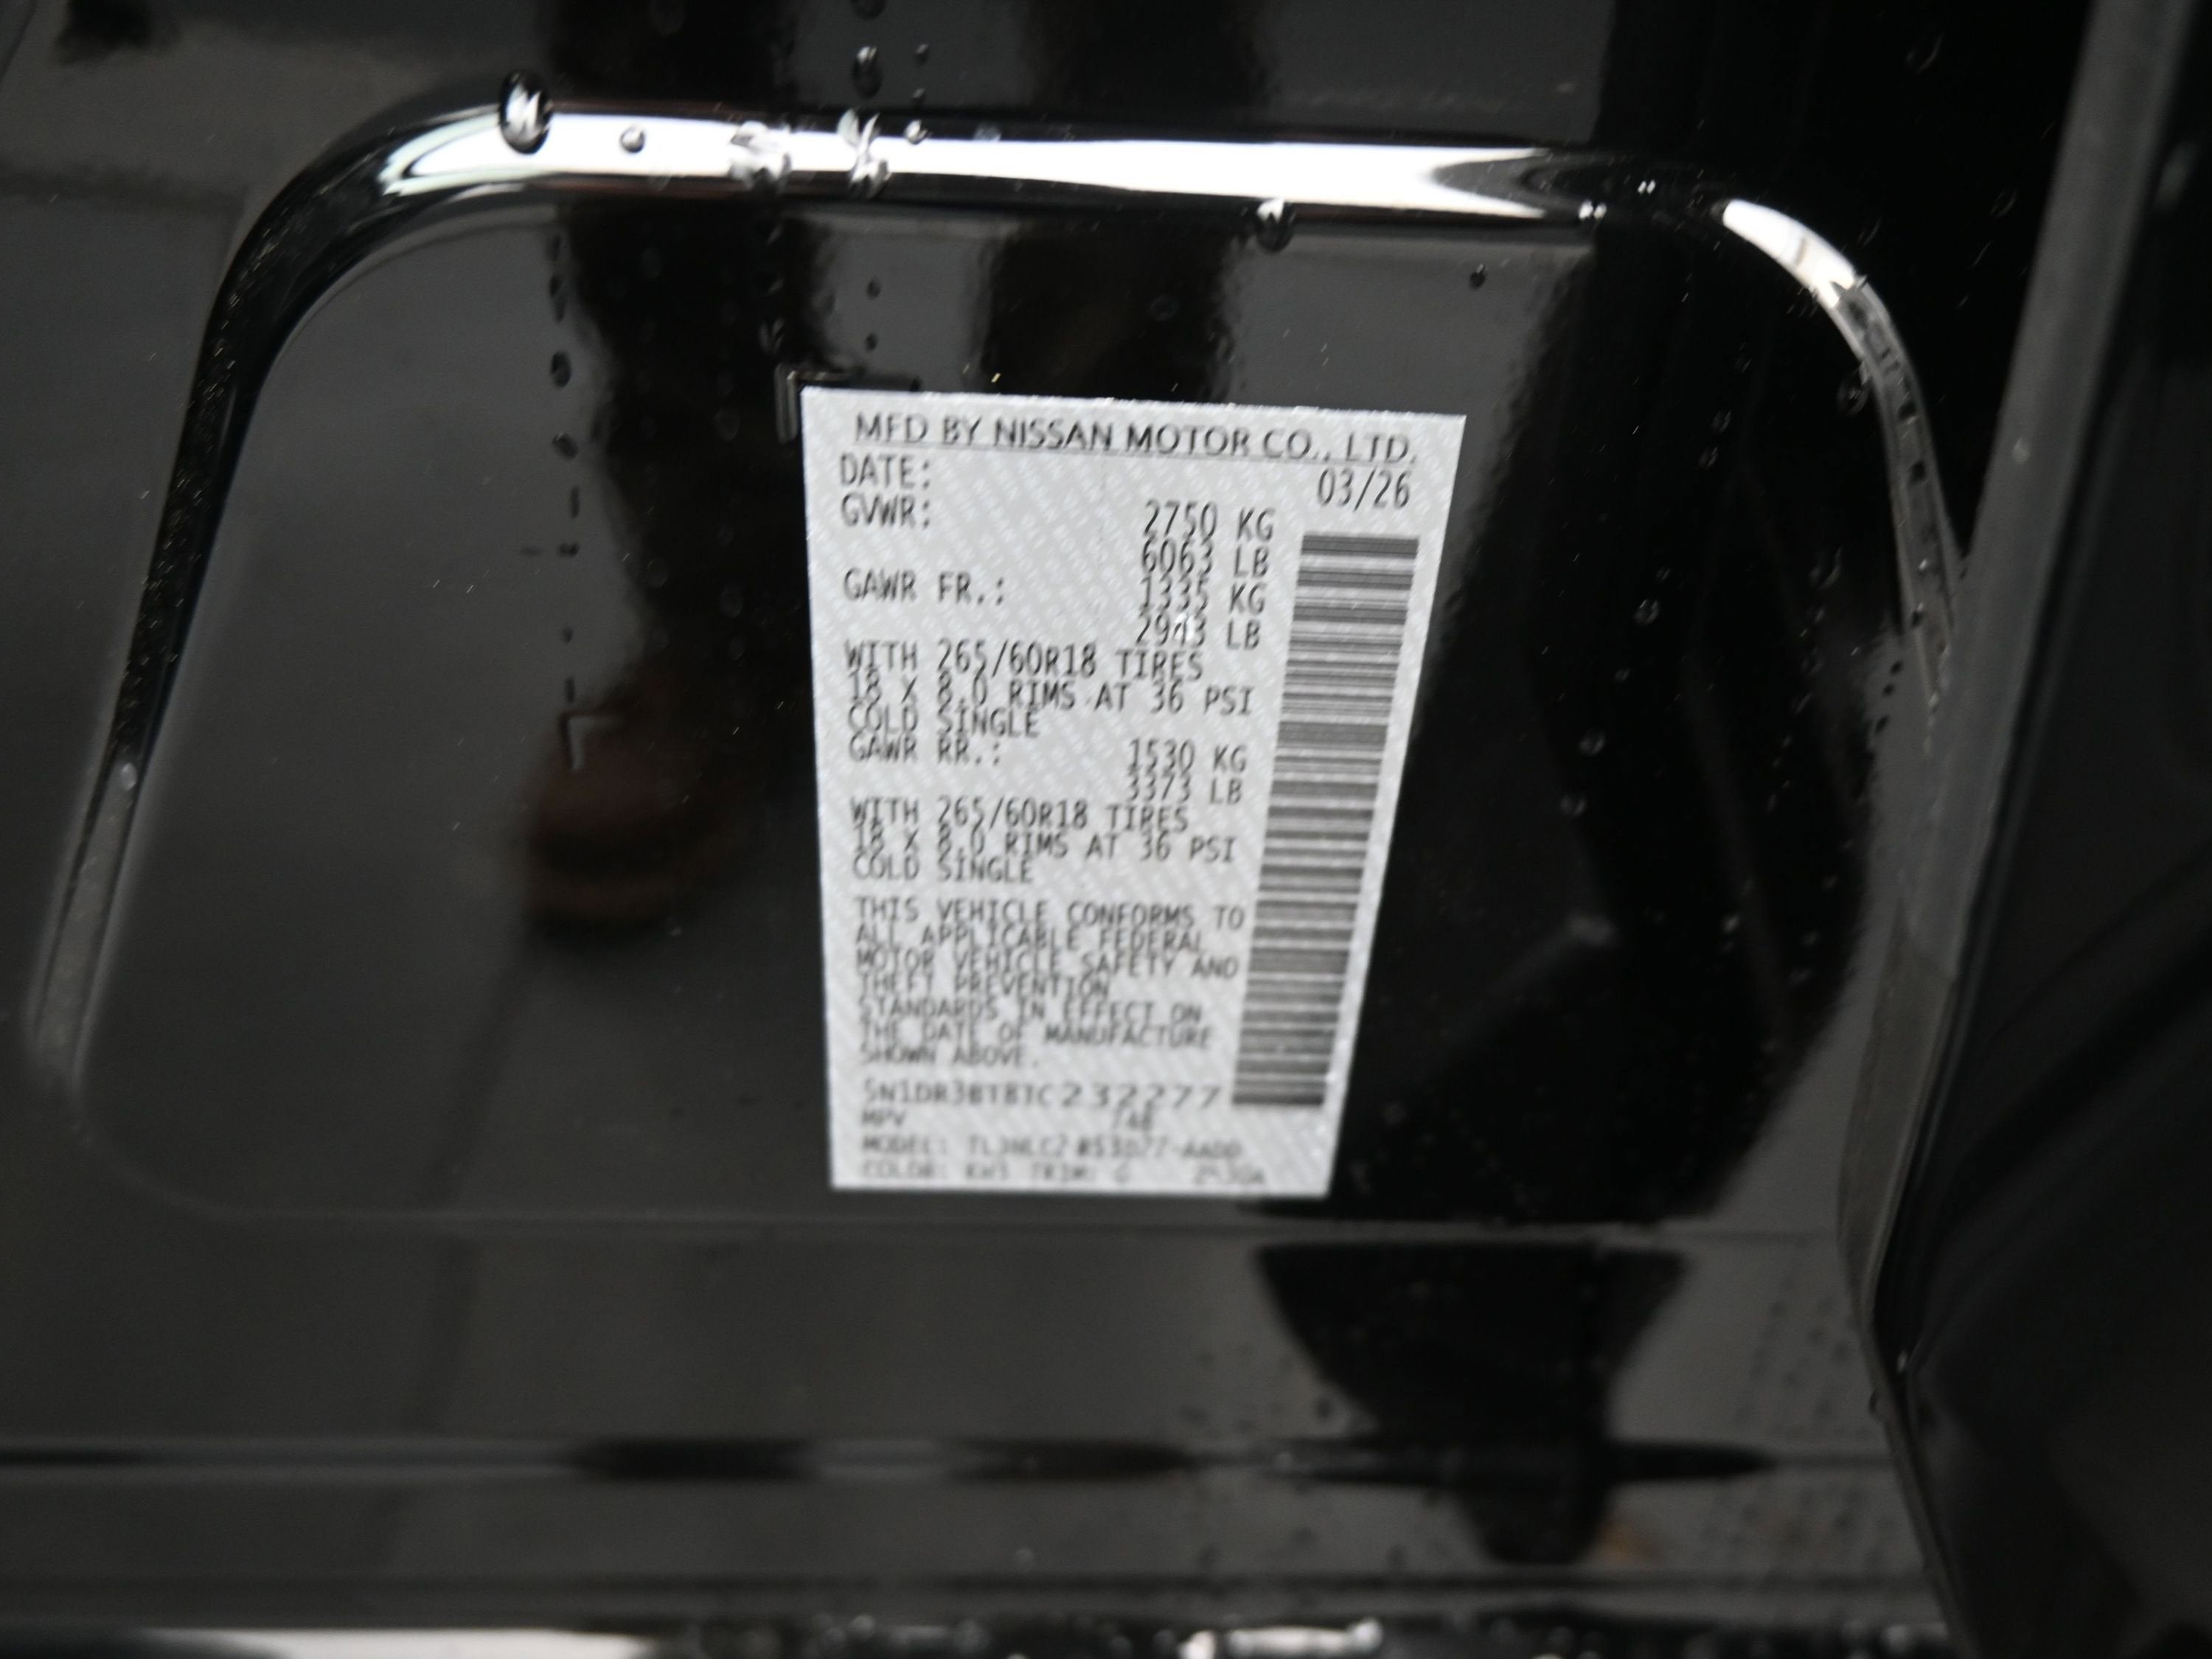 MFD BY NISSAN MOTOR CO., LTD.
DATE: 03/26
GVWR: 2750 KG
6063 LB
GAWR FR.: 1335 KG
2943 LB
WITH 265/60R18 TIRES
18 X 8.0 RIMS AT 36 PSI
COLD SINGLE
GAWR RR.: 1530 KG
3373 LB
WITH 265/60R18 TIRES
18 X 8.0 RIMS AT 36 PSI
COLD SINGLE
THIS VEHICLE CONFORMS TO
ALL APPLICABLE FEDERAL
MOTOR VEHICLE SAFETY AND
THEFT PREVENTION
STANDARDS IN EFFECT ON
THE DATE OF MANUFACTURE
SHOWN ABOVE.
MPV
MODEL:
COLOR: TRIM: G